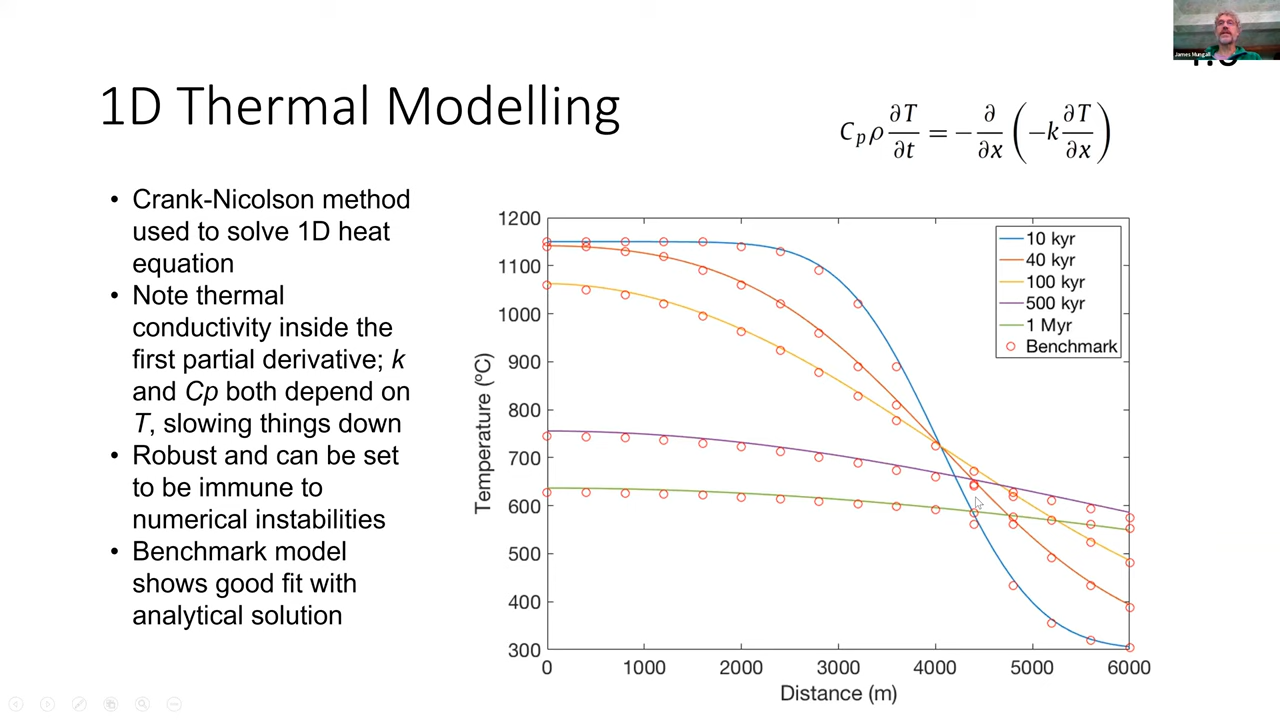 James Mungall
1D Thermal Modelling
C_p ρ ∂T/∂t = − ∂/∂x (−k ∂T/∂x)
• Crank-Nicolson method
used to solve 1D heat
equation
• Note thermal
conductivity inside the
first partial derivative; k
and Cp both depend on
T, slowing things down
• Robust and can be set
to be immune to
numerical instabilities
• Benchmark model
shows good fit with
analytical solution
1200
1100
1000
900
800
700
600
500
400
300
Temperature (ºC)
10 kyr
40 kyr
100 kyr
500 kyr
1 Myr
Benchmark
0 1000 2000 3000 4000 5000 6000
Distance (m)